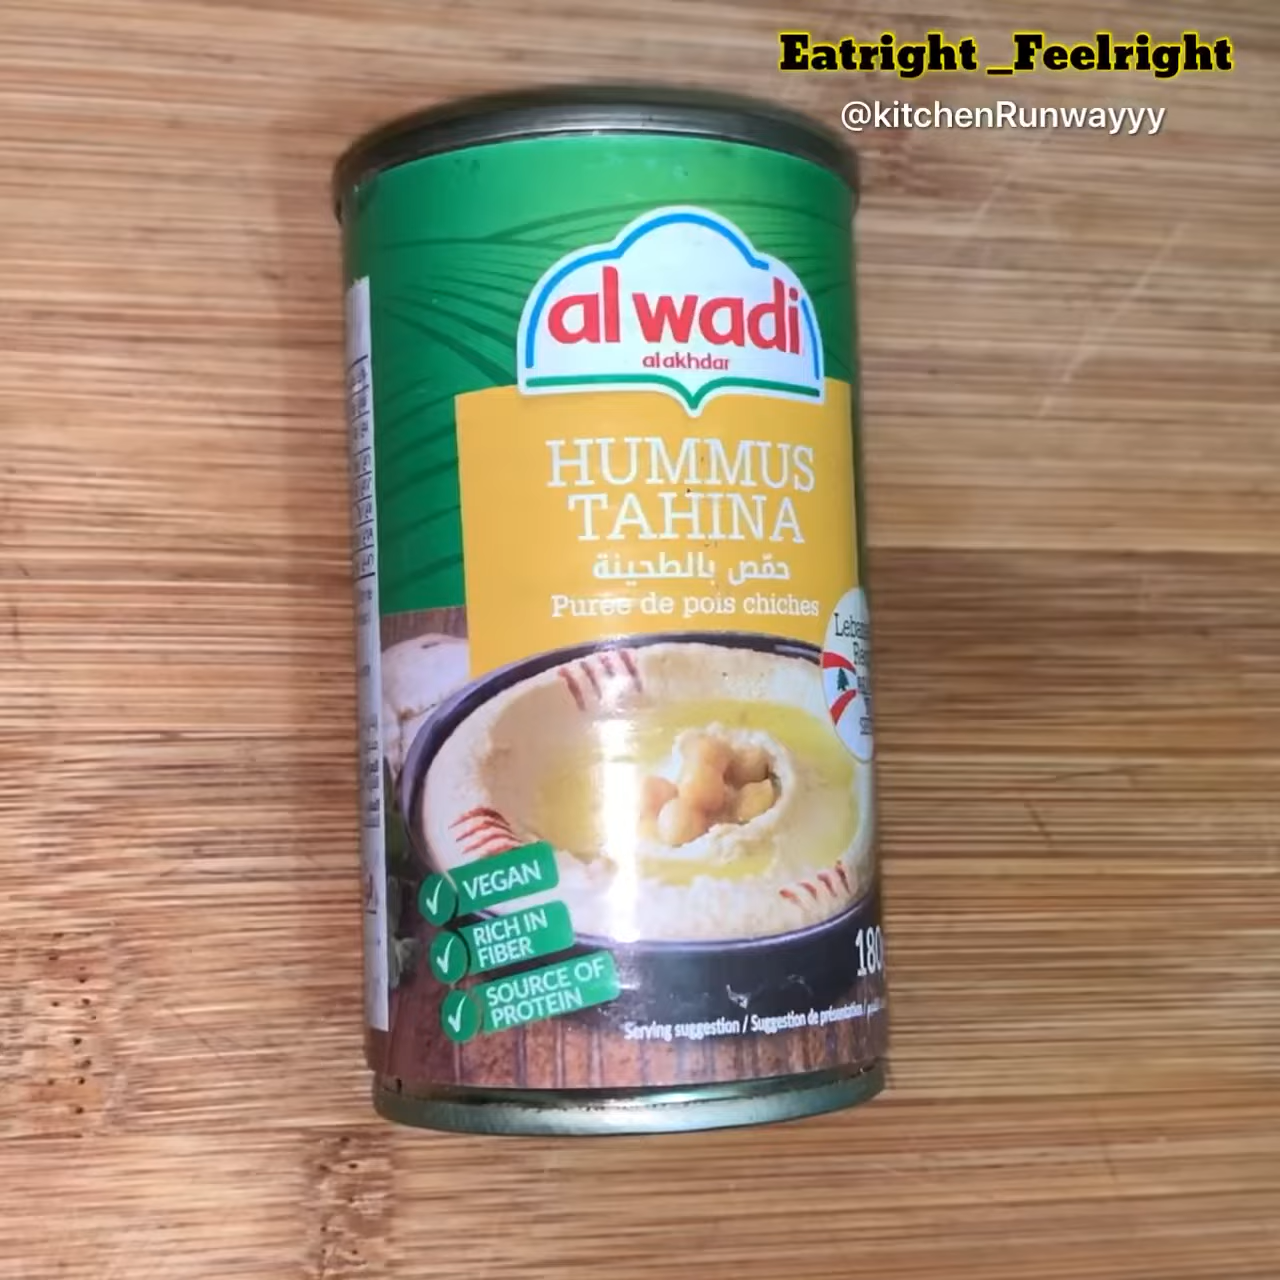 Eatright _Feelright
@kitchenRunwayyy
al wadi
al akhdar
HUMMUS
TAHINA
حمّص بالطحينة
Purée de pois chiches
VEGAN
RICH IN
FIBER
SOURCE OF
PROTEIN
180
Serving suggestion / Suggestion de présentation /